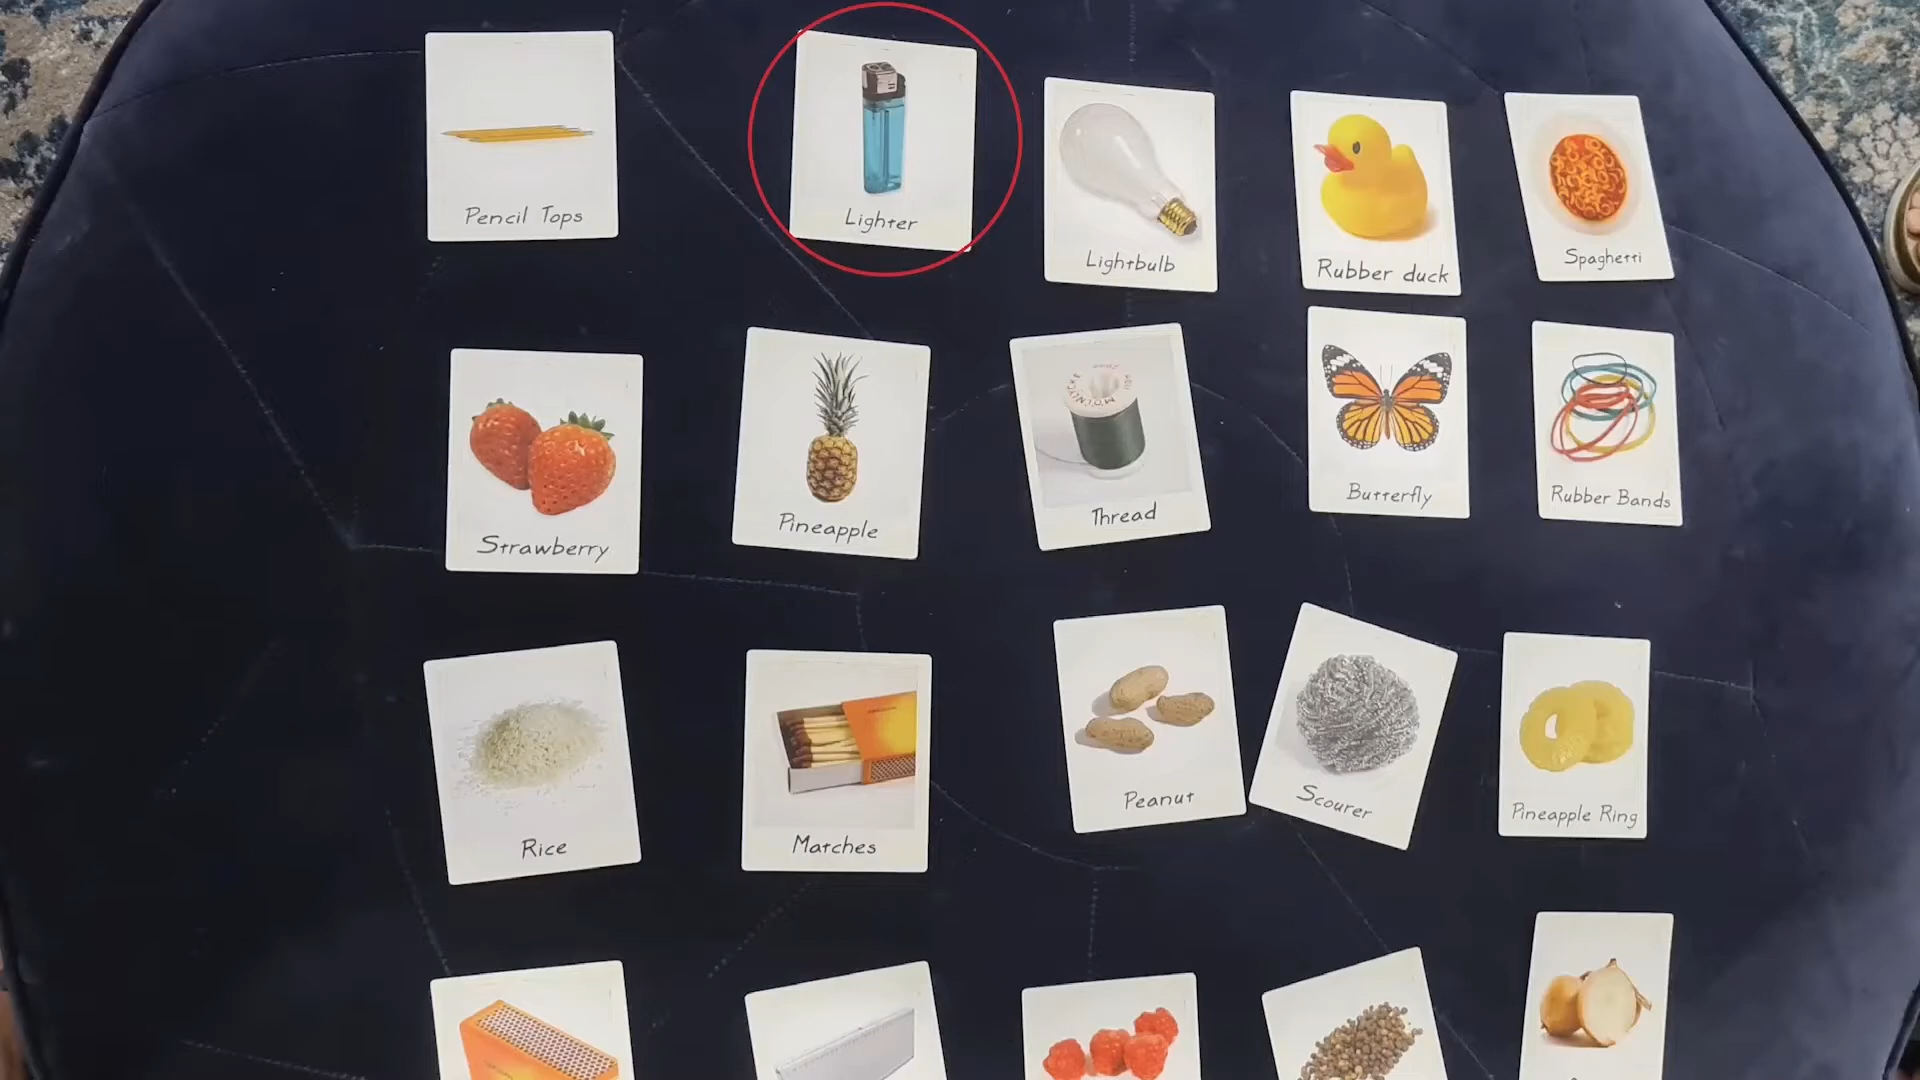 Pencil Tops
Lighter
Lightbulb
Rubber duck
Spaghetti
Strawberry
Pineapple
Thread
Butterfly
Rubber Bands
Rice
Matches
Peanut
Scourer
Pineapple Ring